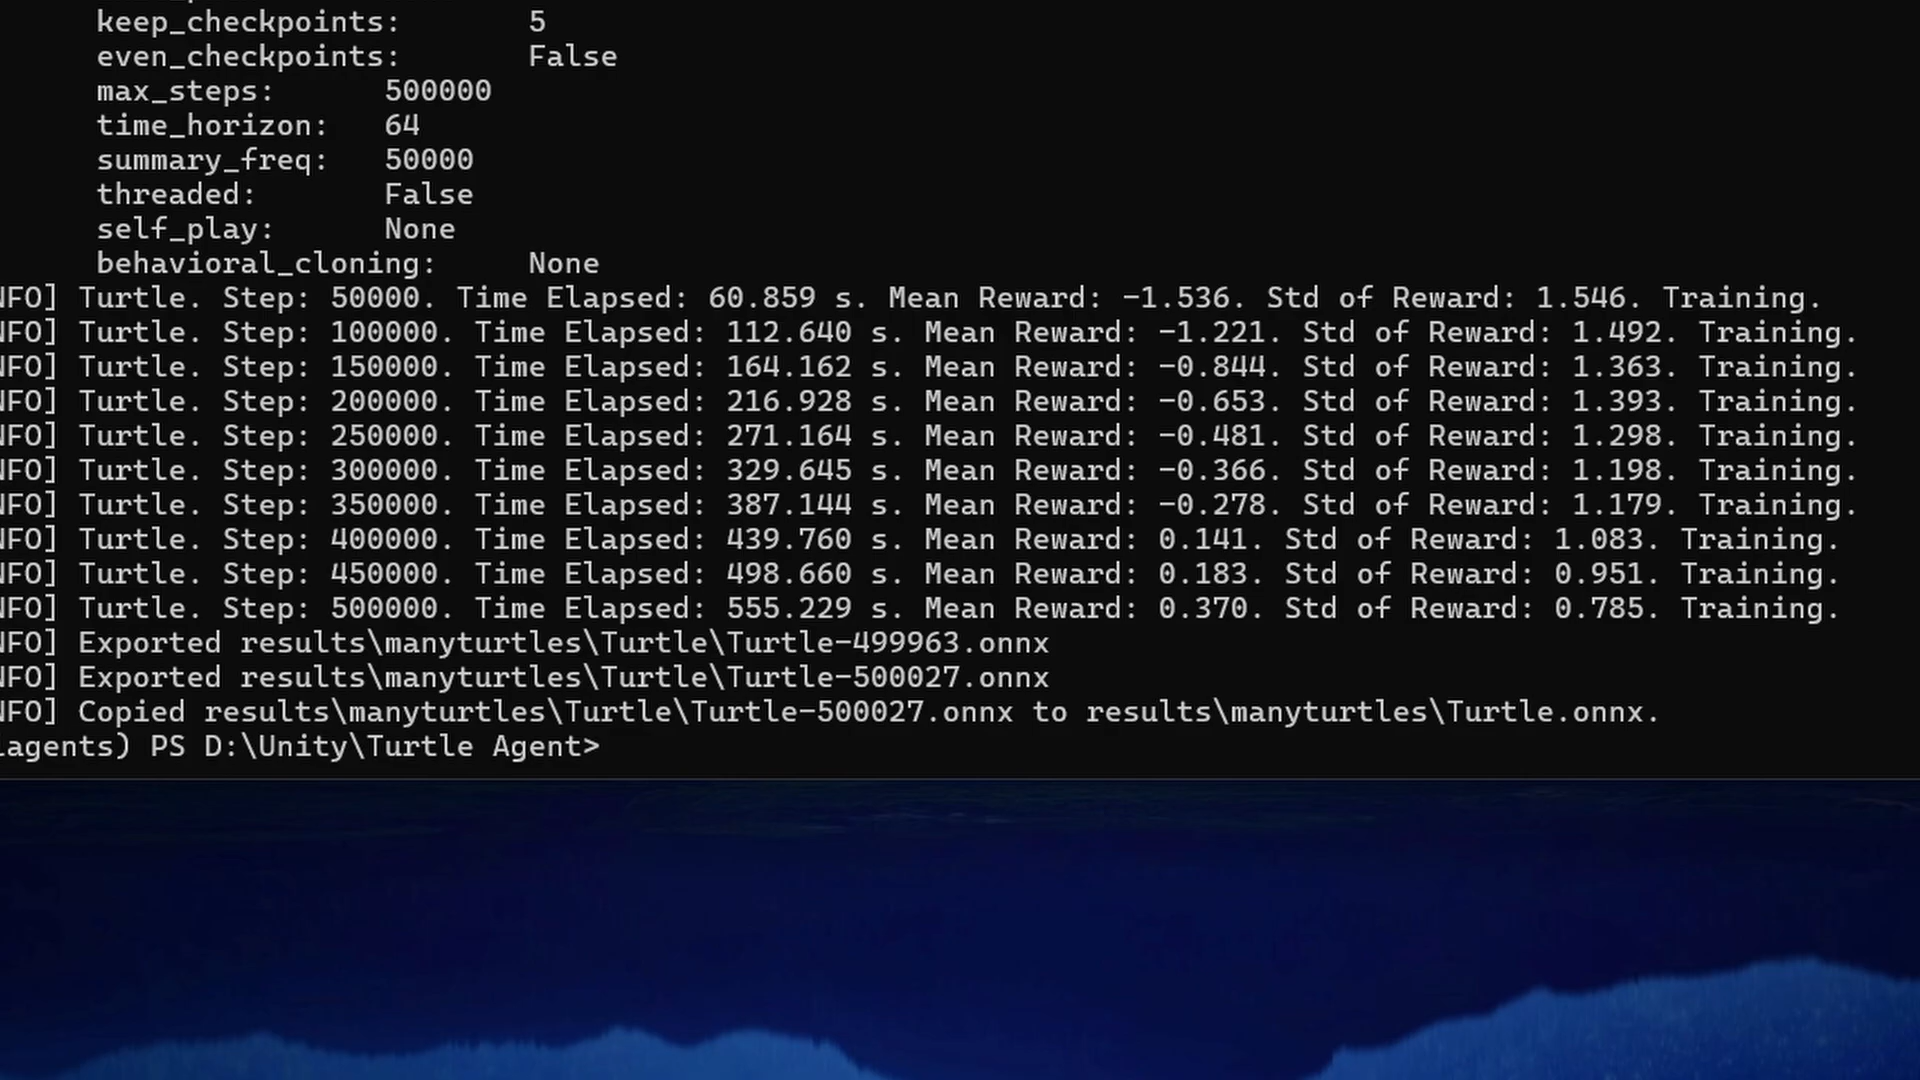 keep_checkpoints: 5
even_checkpoints: False
max_steps: 500000
time_horizon: 64
summary_freq: 50000
threaded: False
self_play: None
behavioral_cloning: None
NFO] Turtle. Step: 50000. Time Elapsed: 60.859 s. Mean Reward: -1.536. Std of Reward: 1.546. Training.
NFO] Turtle. Step: 100000. Time Elapsed: 112.640 s. Mean Reward: -1.221. Std of Reward: 1.492. Training.
NFO] Turtle. Step: 150000. Time Elapsed: 164.162 s. Mean Reward: -0.844. Std of Reward: 1.363. Training.
NFO] Turtle. Step: 200000. Time Elapsed: 216.928 s. Mean Reward: -0.653. Std of Reward: 1.393. Training.
NFO] Turtle. Step: 250000. Time Elapsed: 271.164 s. Mean Reward: -0.481. Std of Reward: 1.298. Training.
NFO] Turtle. Step: 300000. Time Elapsed: 329.645 s. Mean Reward: -0.366. Std of Reward: 1.198. Training.
NFO] Turtle. Step: 350000. Time Elapsed: 387.144 s. Mean Reward: -0.278. Std of Reward: 1.179. Training.
NFO] Turtle. Step: 400000. Time Elapsed: 439.760 s. Mean Reward: 0.141. Std of Reward: 1.083. Training.
NFO] Turtle. Step: 450000. Time Elapsed: 498.660 s. Mean Reward: 0.183. Std of Reward: 0.951. Training.
NFO] Turtle. Step: 500000. Time Elapsed: 555.229 s. Mean Reward: 0.370. Std of Reward: 0.785. Training.
NFO] Exported results\manyturtles\Turtle\Turtle-499963.onnx
NFO] Exported results\manyturtles\Turtle\Turtle-500027.onnx
NFO] Copied results\manyturtles\Turtle\Turtle-500027.onnx to results\manyturtles\Turtle.onnx.
lagents) PS D:\Unity\Turtle Agent>